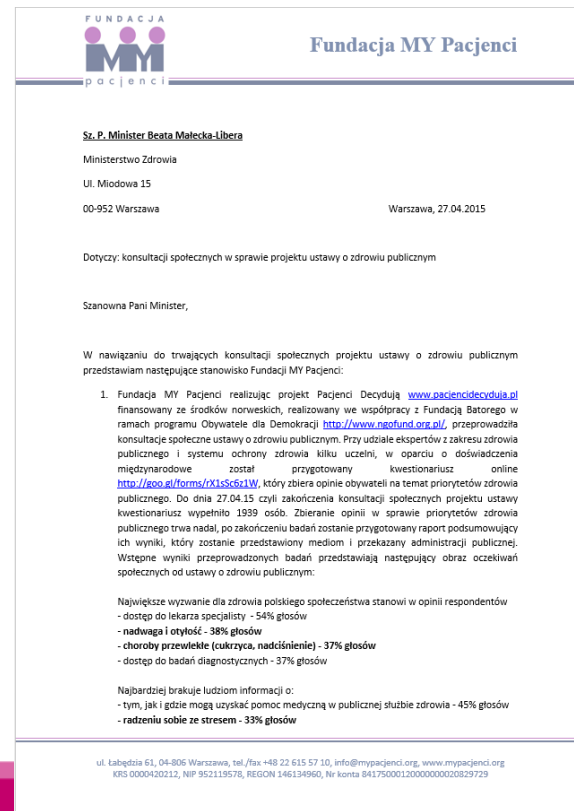 FUNDACJA
MY
pacjenci
Fundacja MY Pacjenci
Sz. P. Minister Beata Małecka-Libera
Ministerstwo Zdrowia
Ul. Miodowa 15
00-952 Warszawa Warszawa, 27.04.2015
Dotyczy: konsultacji społecznych w sprawie projektu ustawy o zdrowiu publicznym
Szanowna Pani Minister,
W nawiązaniu do trwających konsultacji społecznych projektu ustawy o zdrowiu publicznym
przedstawiam następujące stanowisko Fundacji MY Pacjenci:
1. Fundacja MY Pacjenci realizując projekt Pacjenci Decydują www.pacjencidecyduja.pl
finansowany ze środków norweskich, realizowany we współpracy z Fundacją Batorego w
ramach programu Obywatele dla Demokracji http://www.ngofund.org.pl/, przeprowadziła
konsultacje społeczne ustawy o zdrowiu publicznym. Przy udziale ekspertów z zakresu zdrowia
publicznego i systemu ochrony zdrowia kilku uczelni, w oparciu o doświadczenia
międzynarodowe został przygotowany kwestionariusz online
http://goo.gl/forms/rX1sSc6z1W, który zbiera opinie obywateli na temat priorytetów zdrowia
publicznego. Do dnia 27.04.15 czyli zakończenia konsultacji społecznych projektu ustawy
kwestionariusz wypełniło 1939 osób. Zbieranie opinii w sprawie priorytetów zdrowia
publicznego trwa nadal, po zakończeniu badań zostanie przygotowany raport podsumowujący
ich wyniki, który zostanie przedstawiony mediom i przekazany administracji publicznej.
Wstępne wyniki przeprowadzonych badań przedstawiają następujący obraz oczekiwań
społecznych od ustawy o zdrowiu publicznym:
Największe wyzwanie dla zdrowia polskiego społeczeństwa stanowi w opinii respondentów
- dostęp do lekarza specjalisty - 54% głosów
- nadwaga i otyłość - 38% głosów
- choroby przewlekłe (cukrzyca, nadciśnienie) - 37% głosów
- dostęp do badań diagnostycznych - 37% głosów
Najbardziej brakuje ludziom informacji o:
- tym, jak i gdzie mogą uzyskać pomoc medyczną w publicznej służbie zdrowia - 45% głosów
- radzeniu sobie ze stresem - 33% głosów
ul. Łabędzia 61, 04-806 Warszawa, tel./fax +48 22 615 57 10, info@mypacjenci.org, www.mypacjenci.org
KRS 0000420212, NIP 952119578, REGON 146134960, Nr konta 84175000120000000020829729